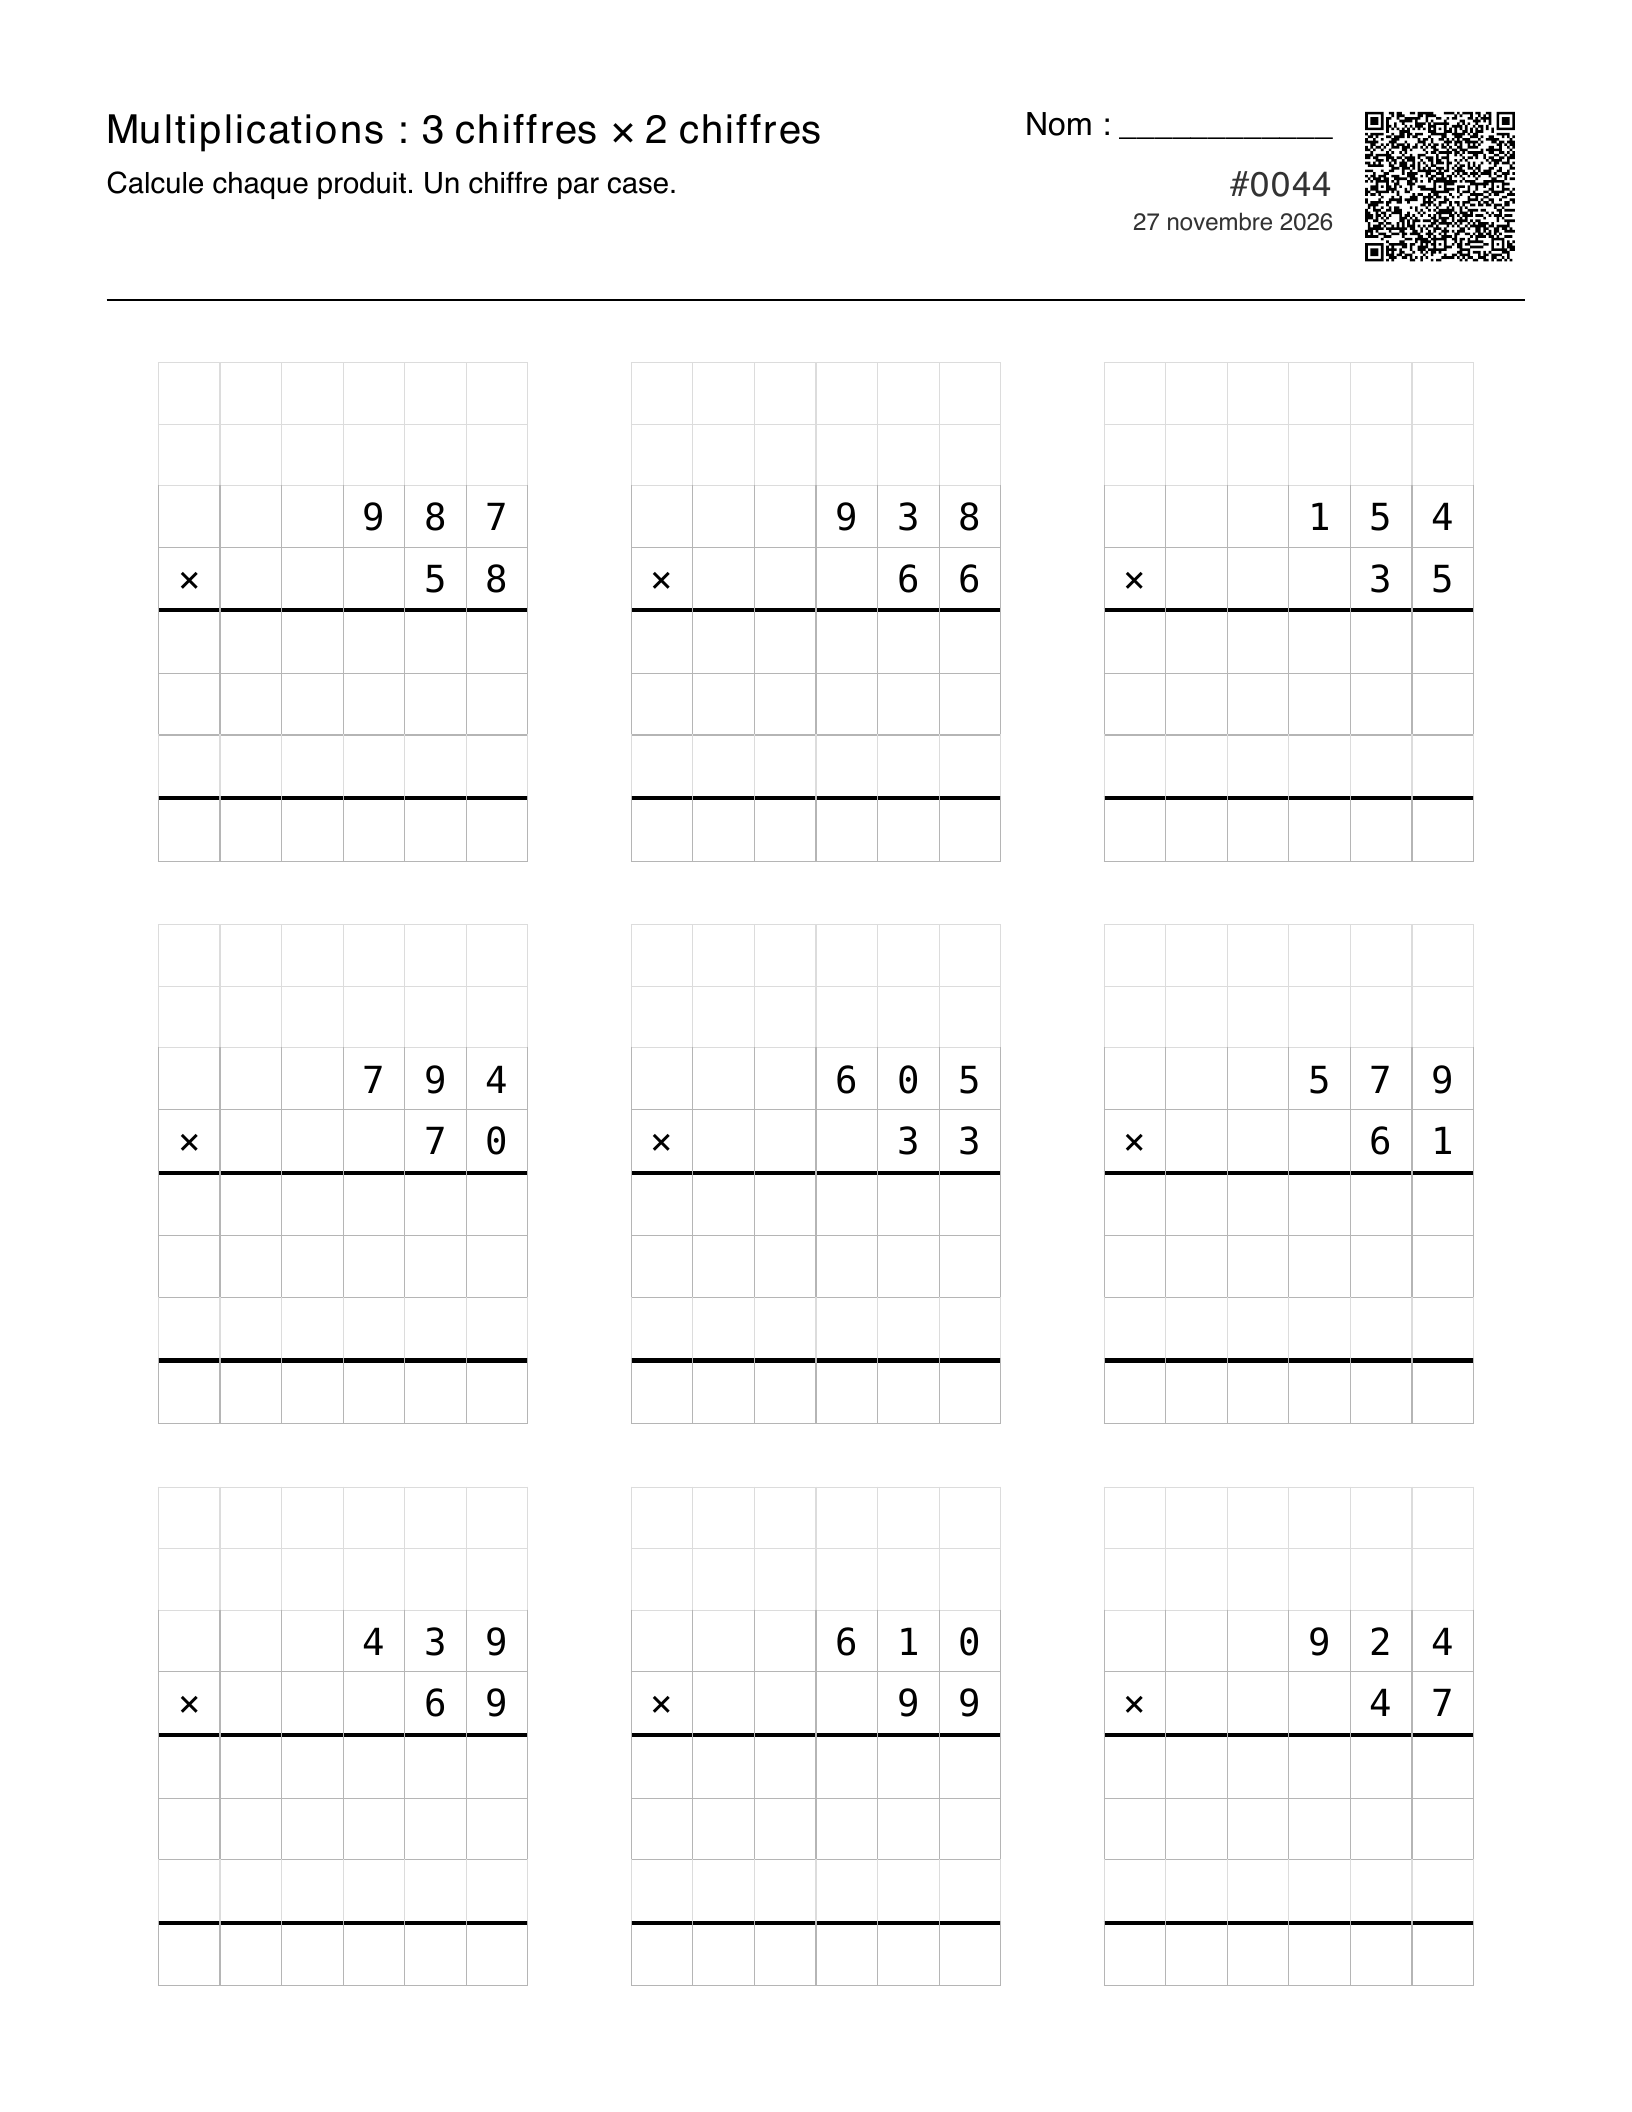 Multiplications : 3 chiffres × 2 chiffres
Calcule chaque produit. Un chiffre par case.
Nom : ____________
#0044
27 novembre 2026
9 8 7
× 5 8
9 3 8
× 6 6
1 5 4
× 3 5
7 9 4
× 7 0
6 0 5
× 3 3
5 7 9
× 6 1
4 3 9
× 6 9
6 1 0
× 9 9
9 2 4
× 4 7